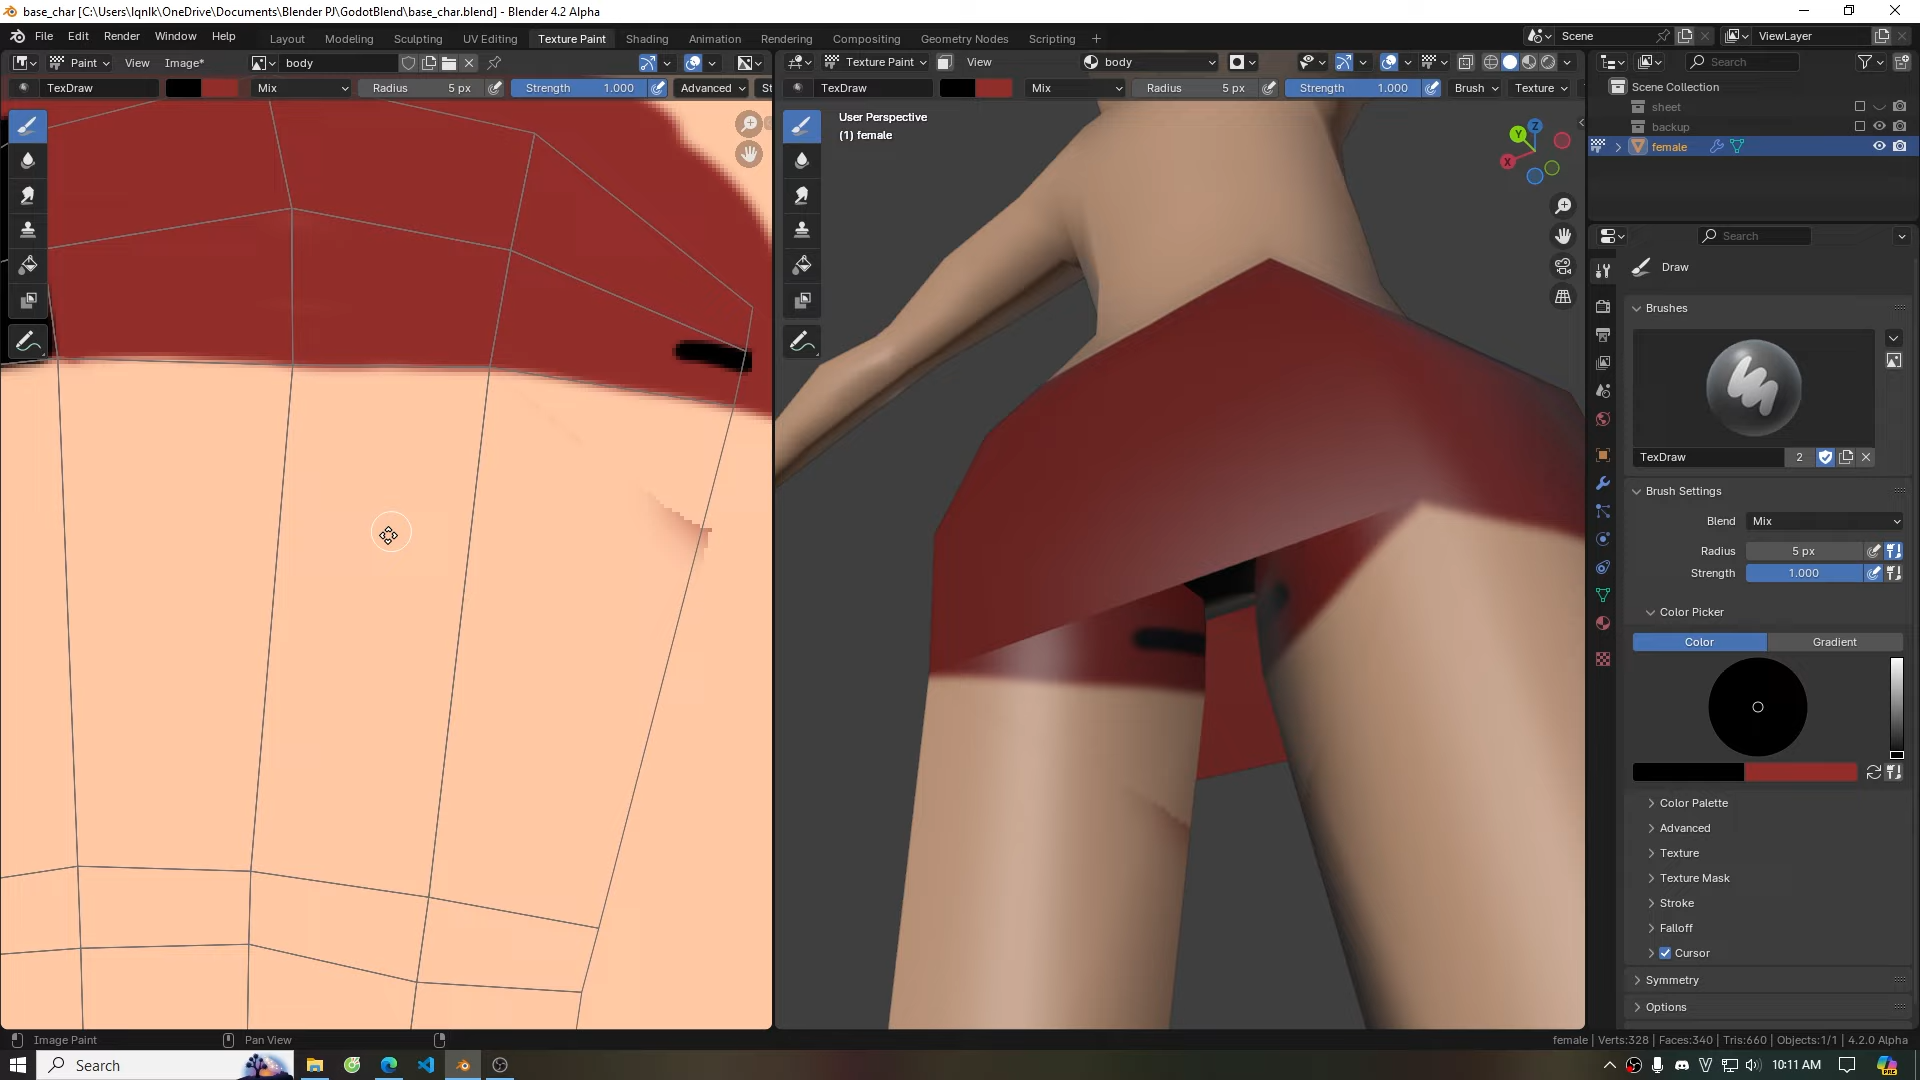 base_char [C:\Users\lqnlk\OneDrive\Documents\Blender PJ\GodotBlend\base_char.blend] - Blender 4.2 Alpha
File Edit Render Window Help
Layout Modeling Sculpting UV Editing Texture Paint Shading Animation Rendering Compositing Geometry Nodes Scripting +
Scene
ViewLayer
Paint View Image* body
Texture Paint View body
Search
TexDraw Mix Radius 5 px Strength 1.000 Advanced St
TexDraw Mix Radius 5 px Strength 1.000 Brush Texture
Scene Collection
sheet
backup
female
User Perspective
(1) female
Z
Y
X
Search
Draw
Brushes
TexDraw 2
Brush Settings
Blend Mix
Radius 5 px
Strength 1.000
Color Picker
Color Gradient
Color Palette
Advanced
Texture
Texture Mask
Stroke
Falloff
Cursor
Symmetry
Options
Image Paint Pan View
female | Verts:328 | Faces:340 | Tris:660 | Objects:1/1 | 4.2.0 Alpha
Search
10:11 AM
PRE